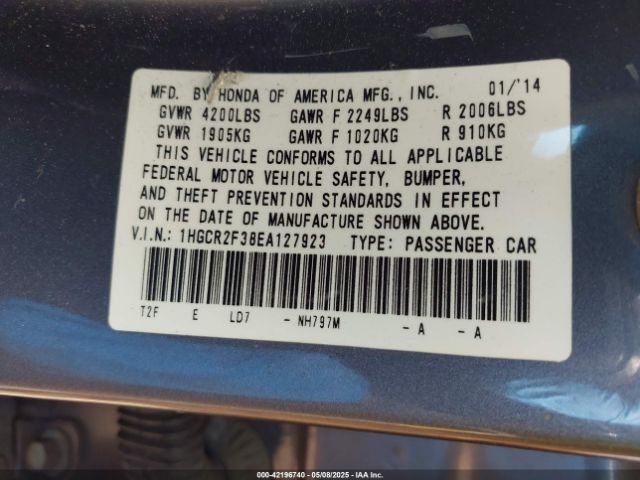 MFD. BY HONDA OF AMERICA MFG., INC. 01/'14
GVWR 4200LBS GAWR F 2249LBS R 2006LBS
GVWR 1905KG GAWR F 1020KG R 910KG
THIS VEHICLE CONFORMS TO ALL APPLICABLE
FEDERAL MOTOR VEHICLE SAFETY, BUMPER,
AND THEFT PREVENTION STANDARDS IN EFFECT
ON THE DATE OF MANUFACTURE SHOWN ABOVE.
V.I.N.: 1HGCR2F38EA127923 TYPE: PASSENGER CAR
T2F E LD7 - NH797M - A - A
000-42196740 - 05/08/2025 - IAA Inc.